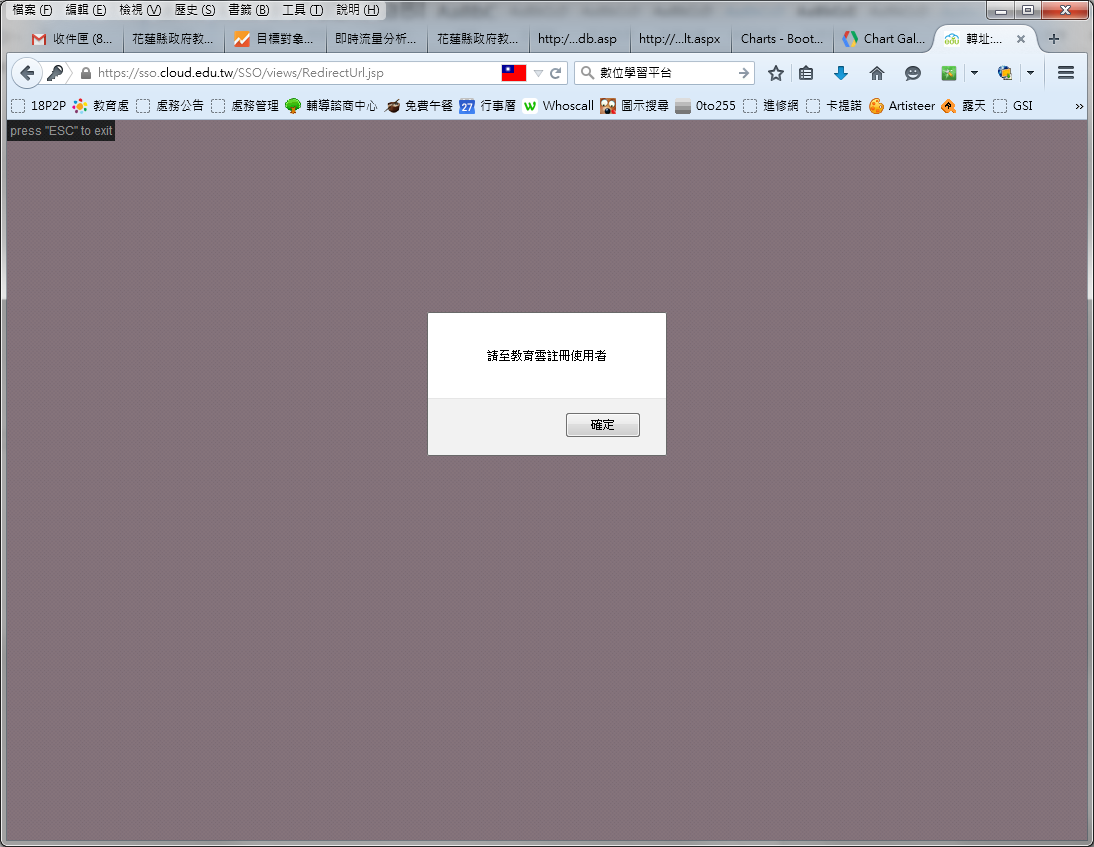 檔案 (F) 編輯 (E) 檢視 (V) 歷史 (S) 書籤 (B) 工具 (T) 說明 (H)
收件匣 (8... 花蓮縣政府教... 目標對象... 即時流量分析... 花蓮縣政府教... http:/...db.asp http://...lt.aspx Charts - Boot... Chart Gal... 轉址:...
https://sso.cloud.edu.tw/SSO/views/RedirectUrl.jsp 數位學習平台
18P2P 教育處 處務公告 處務管理 輔導諮商中心 免費午餐 27 行事曆 W Whoscall 圖示搜尋 0to255 進修網 卡提諾 Artisteer 露天 GSI »
press "ESC" to exit
請至教育雲註冊使用者
確定